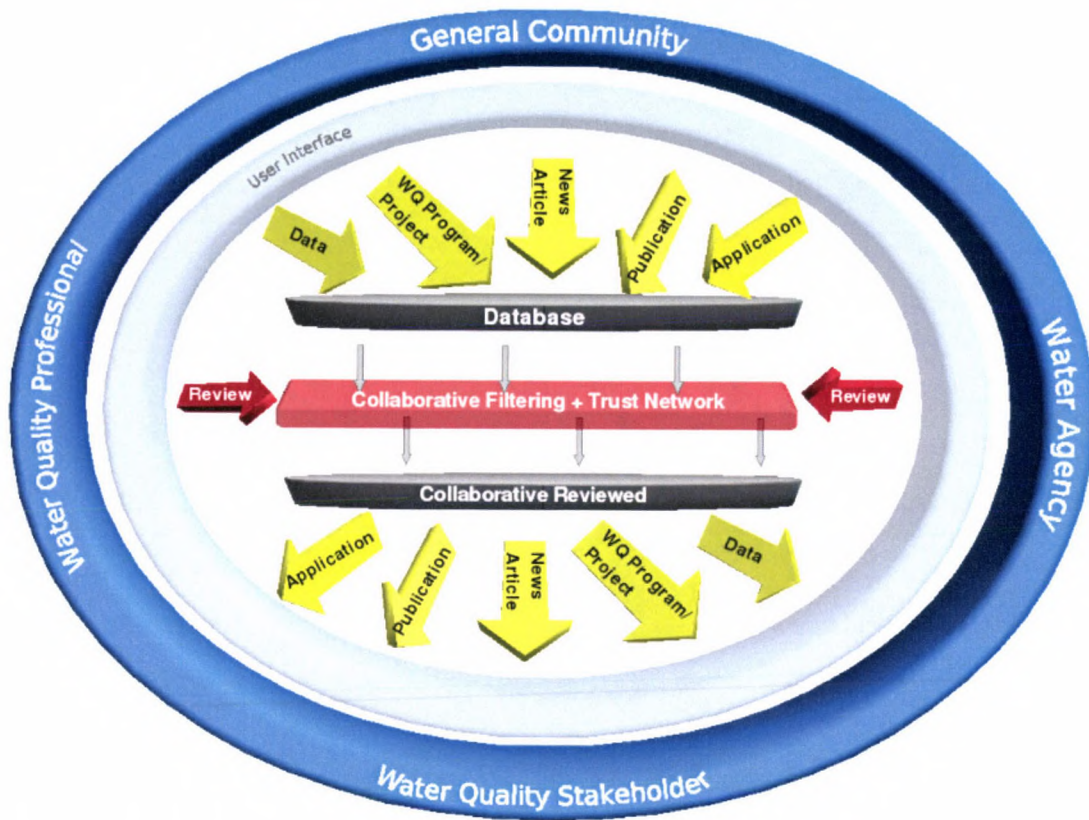 General Community
User Interface
Water Quality Professional
Water Agency
Data
WQ Program/
Project
News
Article
Publication
Application
Database
Review
Collaborative Filtering + Trust Network
Review
Collaborative Reviewed
Application
Publication
News
Article
WQ Program/
Project
Data
Water Quality Stakeholder